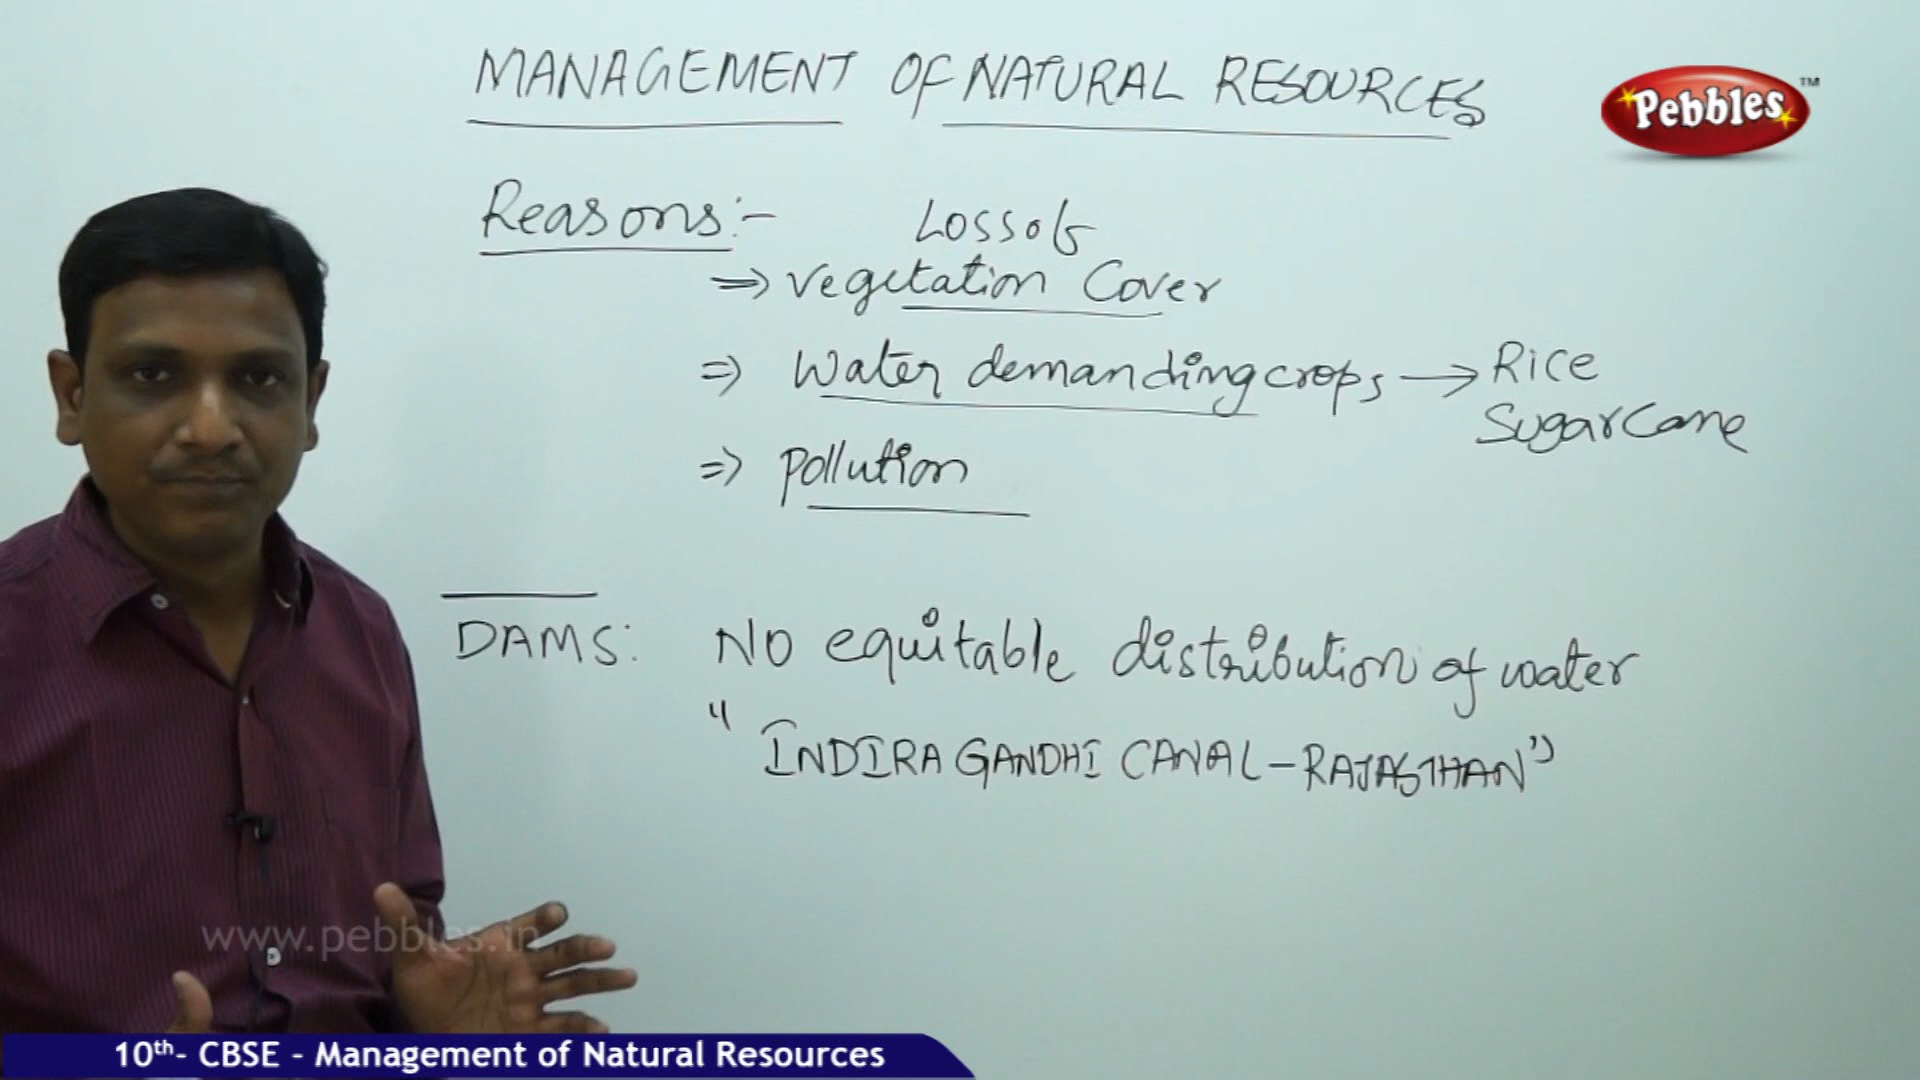 MANAGEMENT OF NATURAL RESOURCES
Pebbles™
Reasons:-
Loss of
⇒ vegetation Cover
⇒ Water demanding crops → Rice
Sugarcane
⇒ pollution
DAMS: NO equitable distribution of water
"INDIRA GANDHI CANAL-RAJASTHAN"
www.pebbles.in
10th- CBSE - Management of Natural Resources